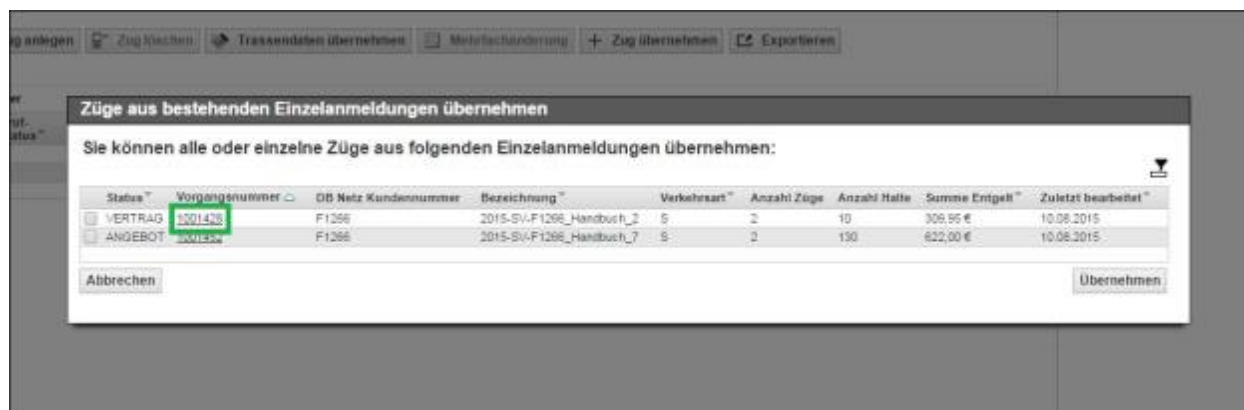 g anlegen Zug löschen Trassendaten übernehmen Mehrfachänderung + Zug übernehmen Exportieren
Züge aus bestehenden Einzelanmeldungen übernehmen
Sie können alle oder einzelne Züge aus folgenden Einzelanmeldungen übernehmen:
Status Vorgangsnummer DB Netz Kundennummer Bezeichnung Verkehrsart Anzahl Züge Anzahl Halte Summe Entgelt Zuletzt bearbeitet
VERTRAG 1001428 F1266 2015-SV-F1266_Handbuch_2 S 2 10 309,95 € 10.08.2015
ANGEBOT F1266 2015-SV-F1266_Handbuch_7 S 2 130 622,00 € 10.08.2015
Abbrechen Übernehmen